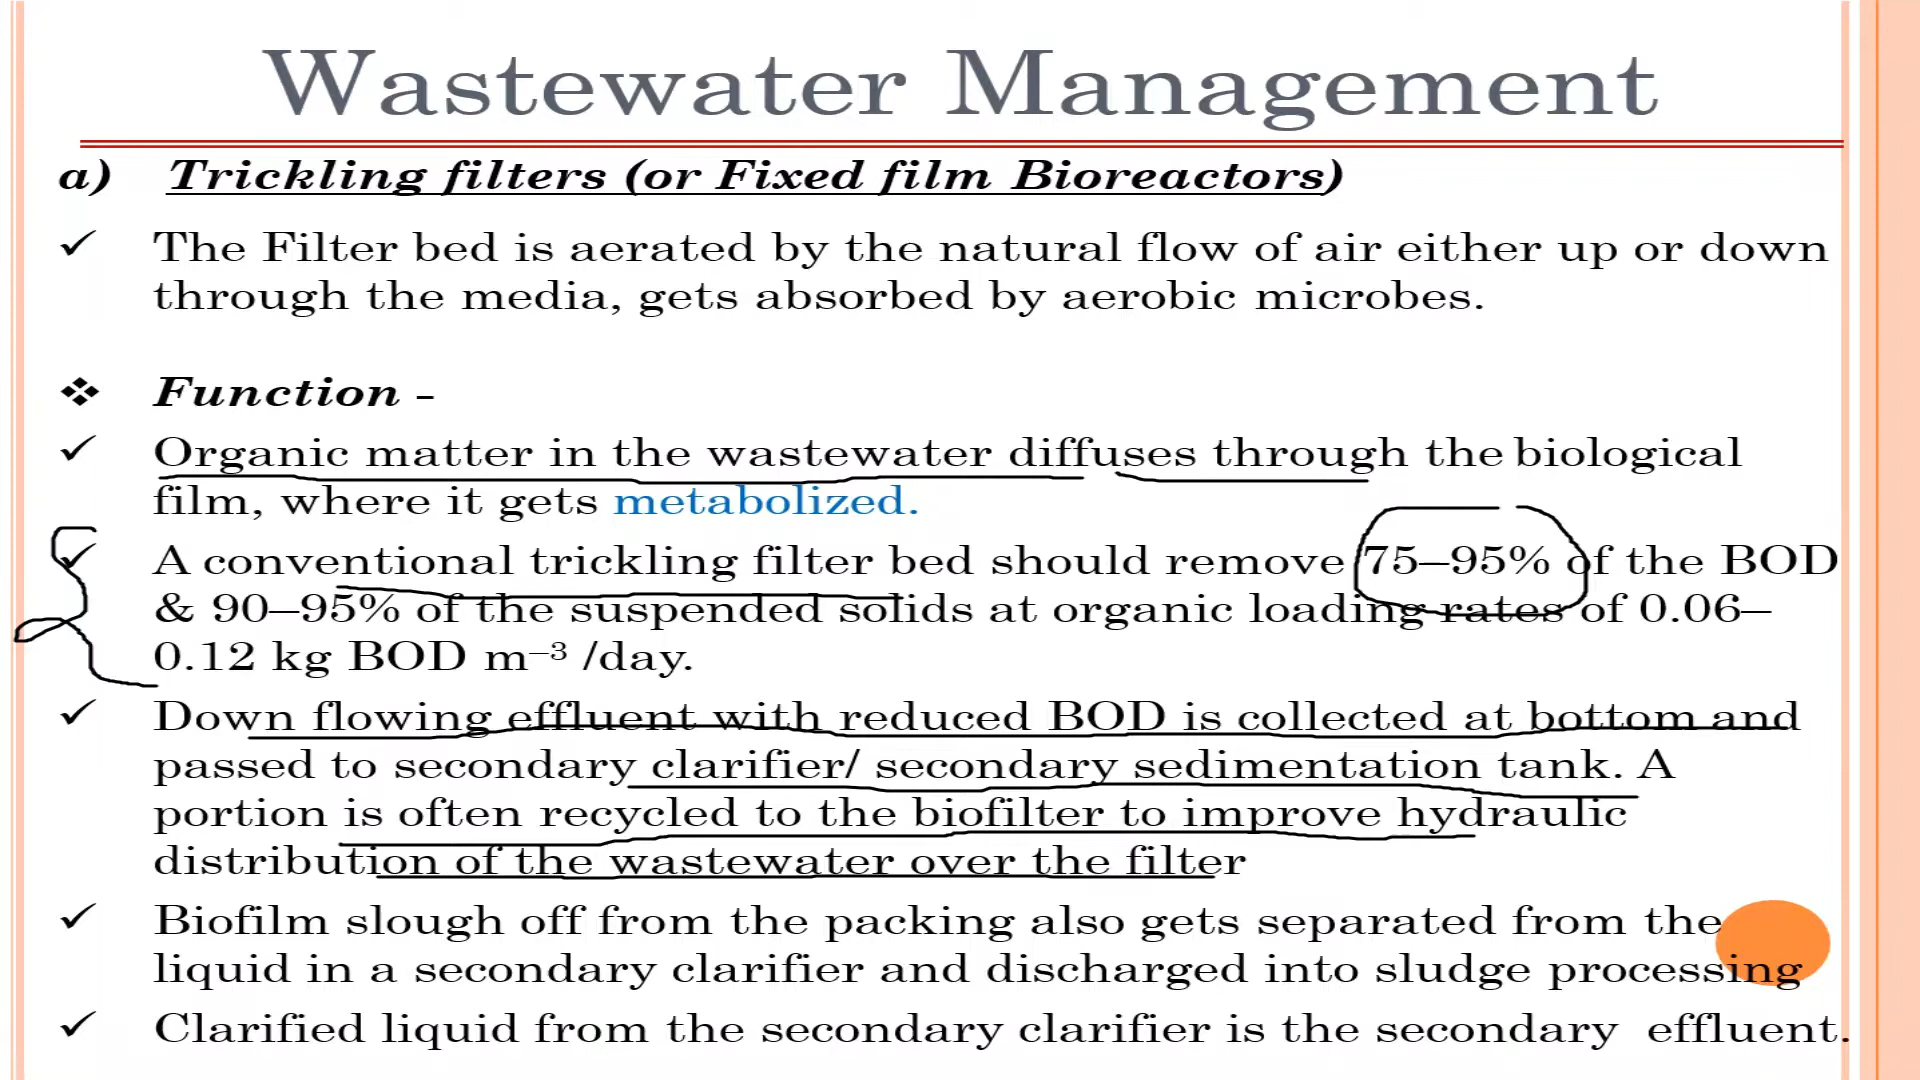 Wastewater Management
a) Trickling filters (or Fixed film Bioreactors)
✓ The Filter bed is aerated by the natural flow of air either up or down
through the media, gets absorbed by aerobic microbes.
❖ Function -
✓ Organic matter in the wastewater diffuses through the biological
film, where it gets metabolized.
✓ A conventional trickling filter bed should remove 75–95% of the BOD
& 90–95% of the suspended solids at organic loading rates of 0.06–
0.12 kg BOD m⁻³ /day.
✓ Down flowing effluent with reduced BOD is collected at bottom and
passed to secondary clarifier/ secondary sedimentation tank. A
portion is often recycled to the biofilter to improve hydraulic
distribution of the wastewater over the filter
✓ Biofilm slough off from the packing also gets separated from the
liquid in a secondary clarifier and discharged into sludge processing
✓ Clarified liquid from the secondary clarifier is the secondary effluent.